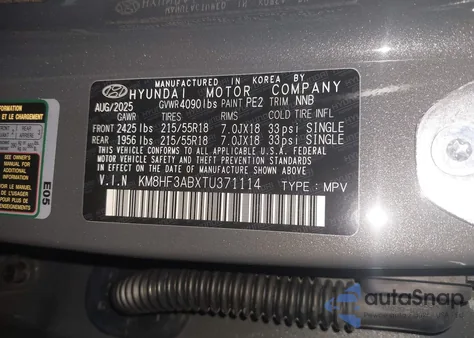 MANUFACTURED IN KOREA BY
HYUNDAI MOTOR COMPANY
AUG/2025 GVWR 4090 lbs PAINT PE2 TRIM NNB
GAWR TIRES RIMS COLD TIRE INFL
FRONT 2425 lbs 215/55R18 7.0JX18 33psi SINGLE
REAR 1956 lbs 215/55R18 7.0JX18 33psi SINGLE
THIS VEHICLE CONFORMS TO ALL APPLICABLE U.S. FEDERAL
MOTOR VEHICLE SAFETY, BUMPER, AND THEFT PREVENTION
STANDARDS IN EFFECT ON THE DATE OF
MANUFACTURE SHOWN ABOVE.
V.I.N KM8HF3ABXTU371114 TYPE : MPV
E05
autoSnap